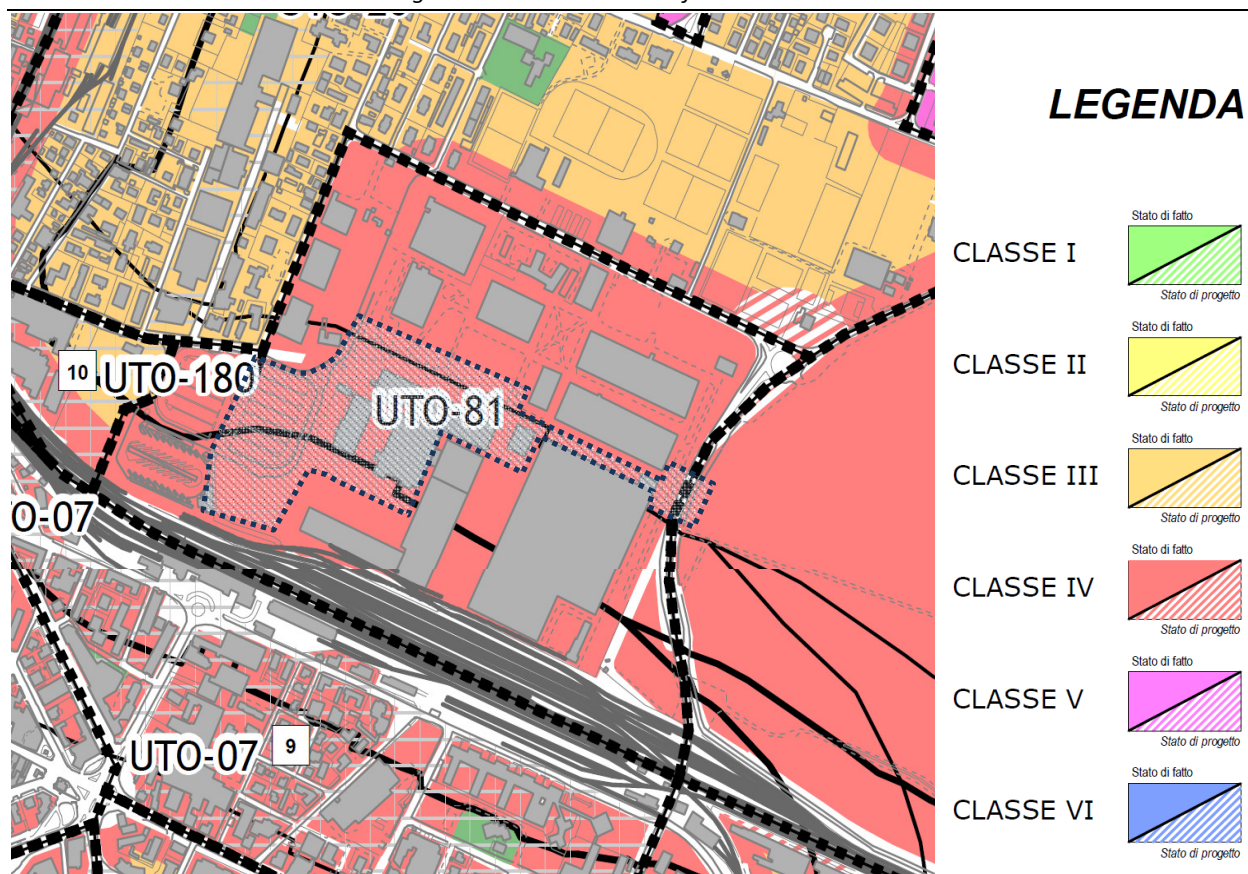 LEGENDA
Stato di fatto
CLASSE I
Stato di progetto
Stato di fatto
CLASSE II
Stato di progetto
Stato di fatto
CLASSE III
Stato di progetto
Stato di fatto
CLASSE IV
Stato di progetto
Stato di fatto
CLASSE V
Stato di progetto
Stato di fatto
CLASSE VI
Stato di progetto
10 UTO-180
UTO-81
O-07
UTO-07 9